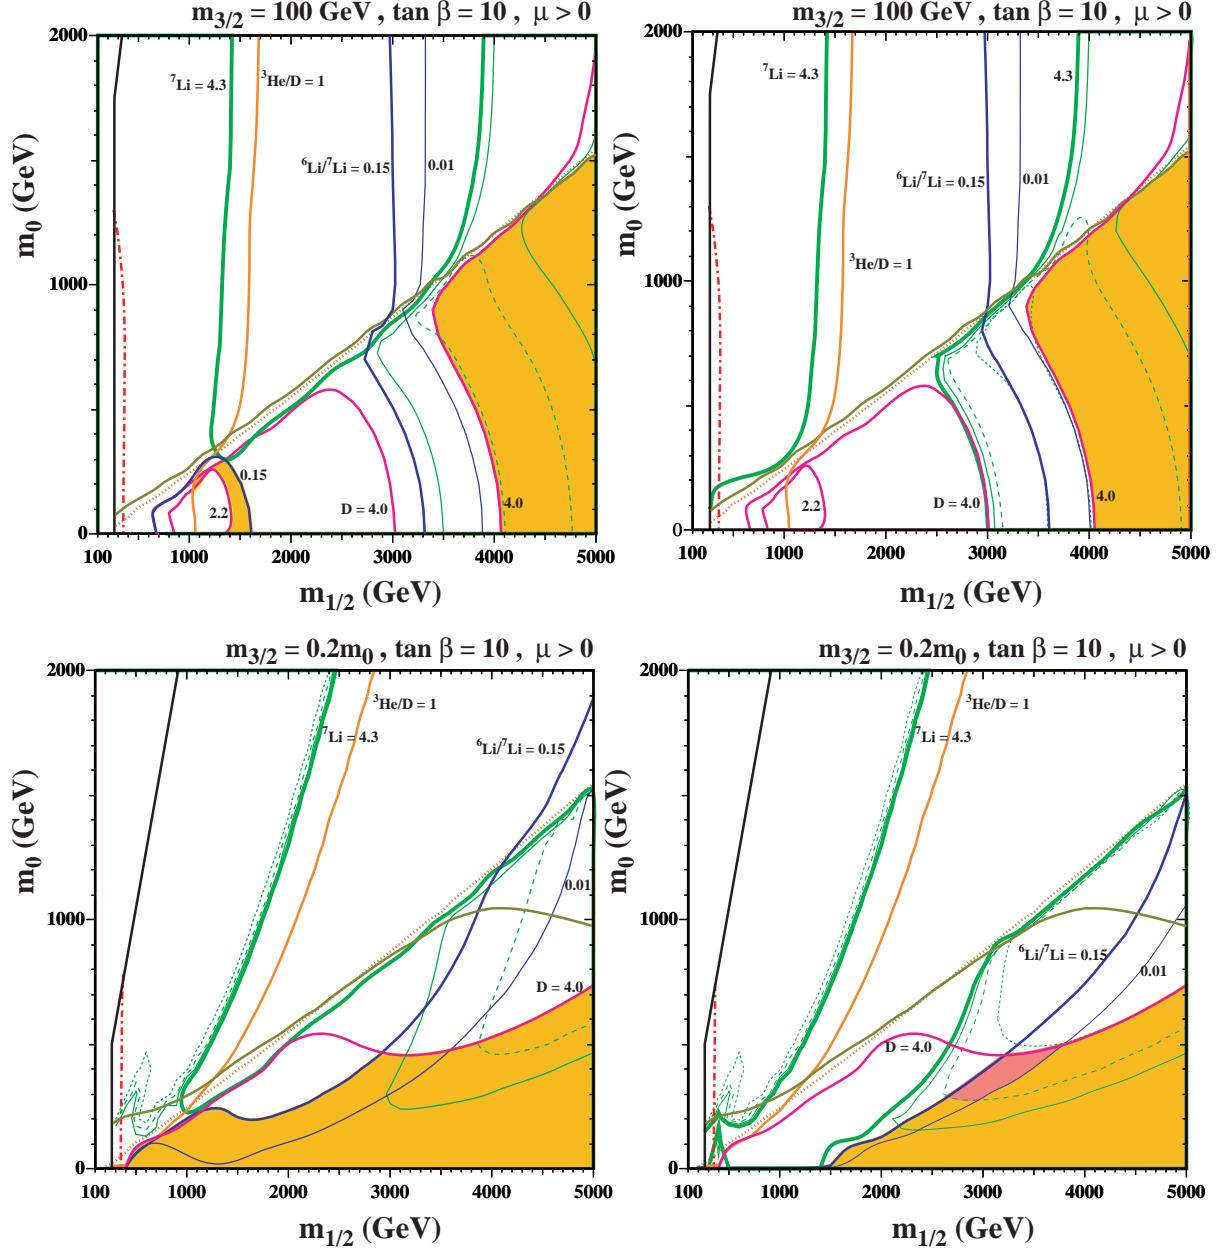 m3/2 = 100 GeV , tan β = 10 , μ > 0
2000
1000
0
m0 (GeV)
7Li = 4.3
3He/D = 1
6Li/7Li = 0.15
0.01
0.15
2.2
D = 4.0
4.0
100 1000 2000 3000 4000 5000
m1/2 (GeV)
m3/2 = 100 GeV , tan β = 10 , μ > 0
2000
1000
0
m0 (GeV)
7Li = 4.3
4.3
6Li/7Li = 0.15
0.01
3He/D = 1
2.2
D = 4.0
4.0
100 1000 2000 3000 4000 5000
m1/2 (GeV)
m3/2 = 0.2m0 , tan β = 10 , μ > 0
2000
1000
0
m0 (GeV)
3He/D = 1
7Li = 4.3
6Li/7Li = 0.15
0.01
D = 4.0
100 1000 2000 3000 4000 5000
m1/2 (GeV)
m3/2 = 0.2m0 , tan β = 10 , μ > 0
2000
1000
0
m0 (GeV)
3He/D = 1
7Li = 4.3
6Li/7Li = 0.15
0.01
D = 4.0
100 1000 2000 3000 4000 5000
m1/2 (GeV)